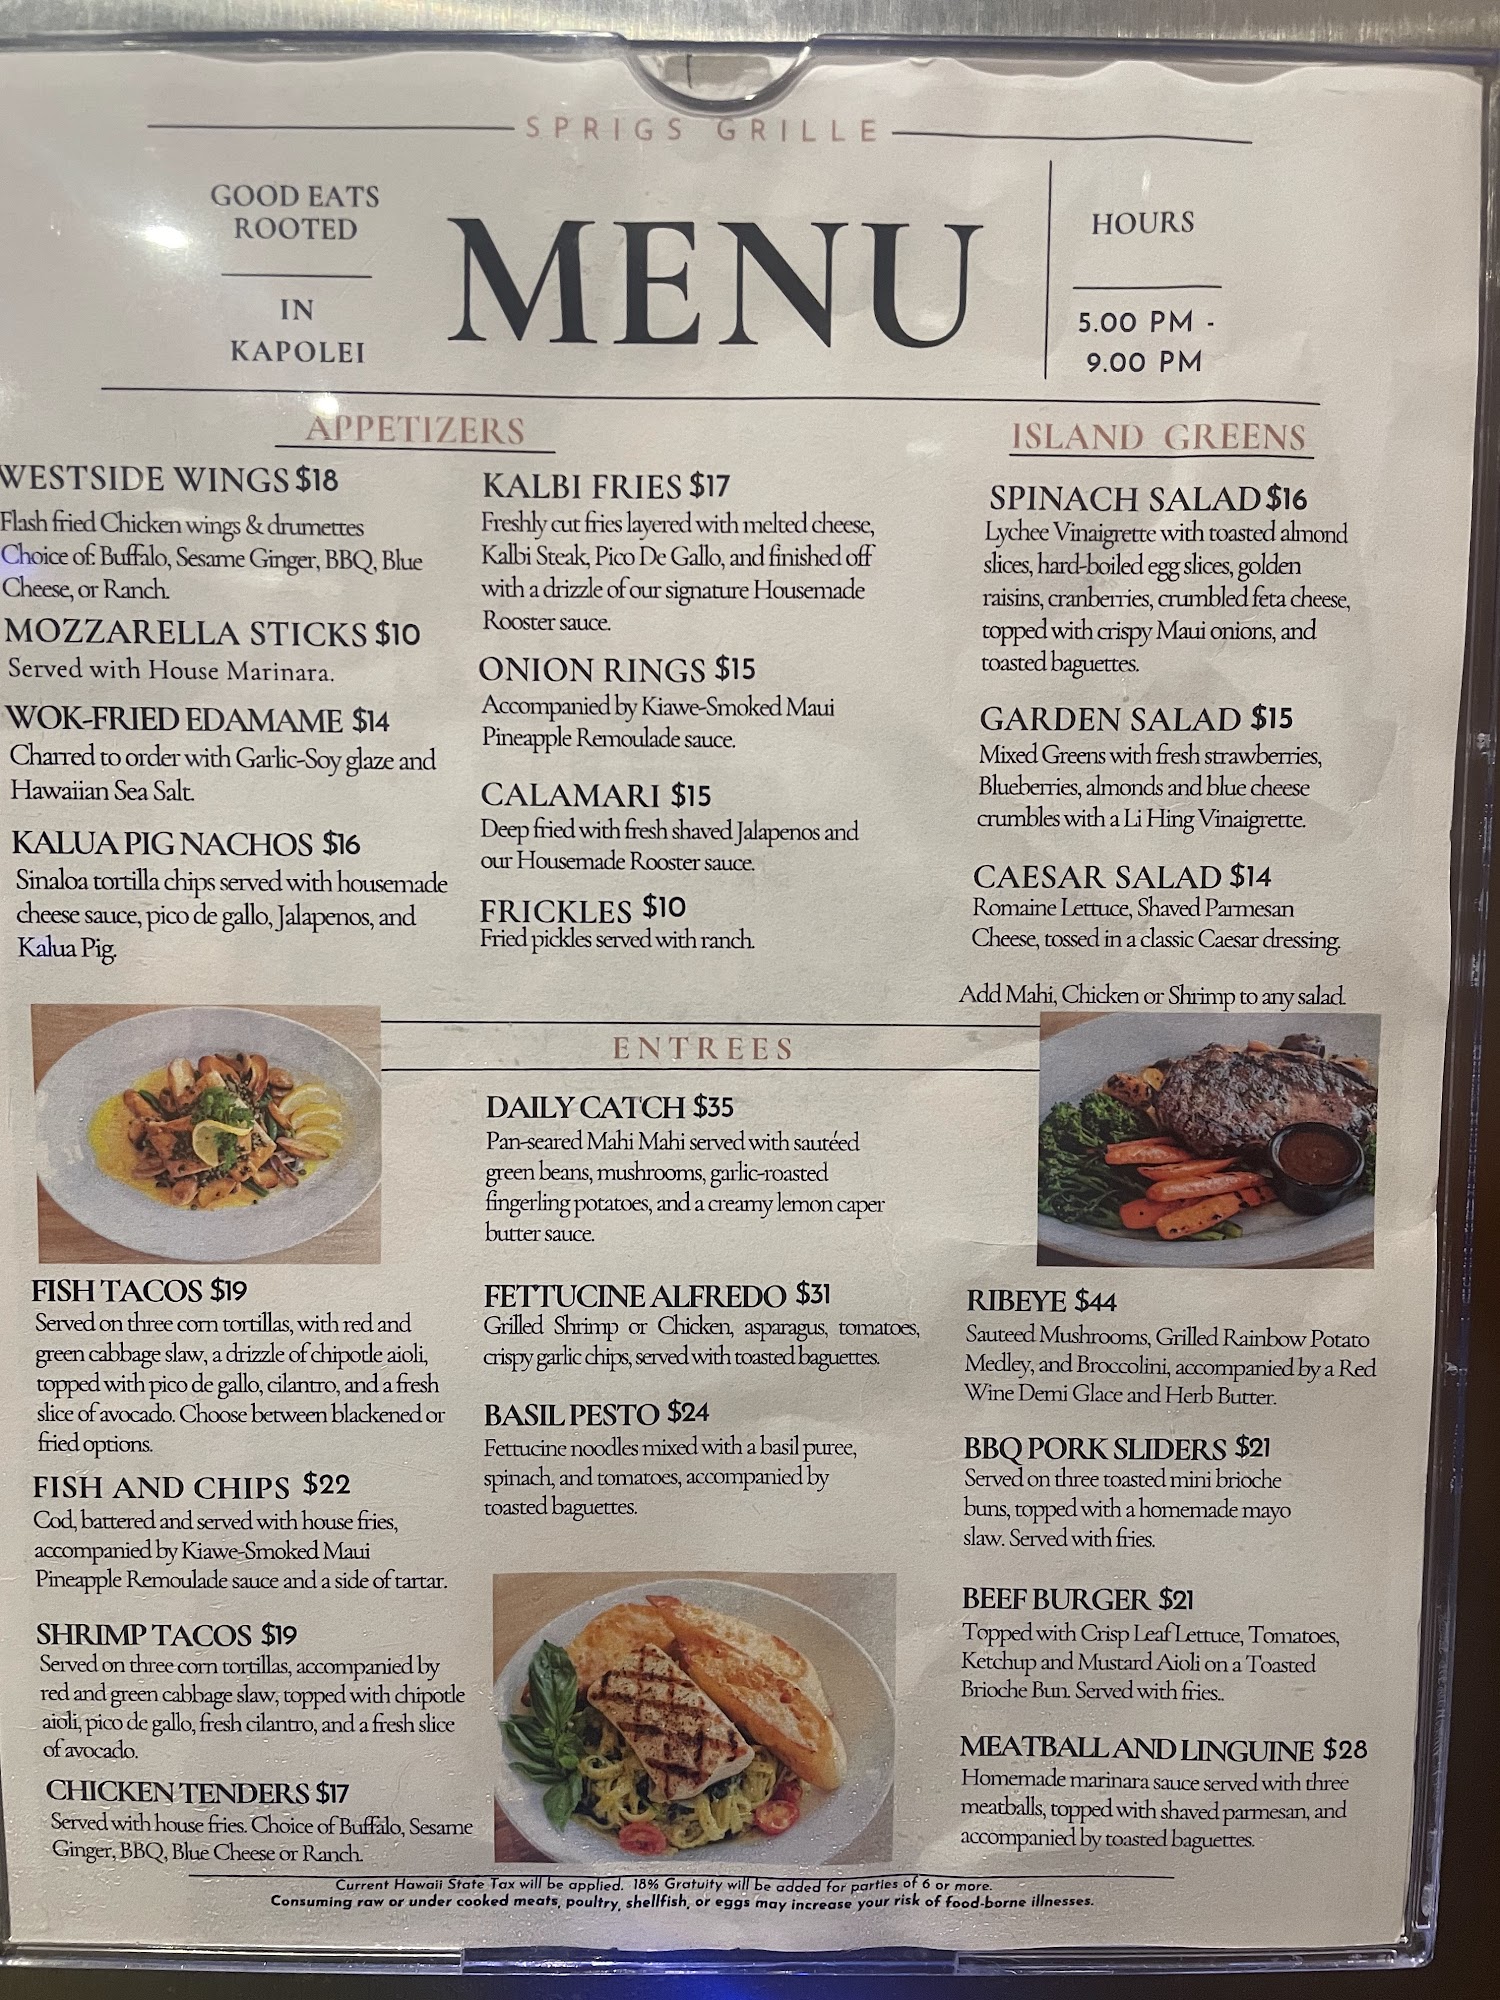 SPRIGS GRILLE
GOOD EATS
ROOTED
IN
KAPOLEI
MENU
HOURS
5.00 PM -
9.00 PM
APPETIZERS
WESTSIDE WINGS $18
Flash fried Chicken wings & drumettes
Choice of: Buffalo, Sesame Ginger, BBQ, Blue
Cheese, or Ranch.
MOZZARELLA STICKS $10
Served with House Marinara.
WOK-FRIED EDAMAME $14
Charred to order with Garlic-Soy glaze and
Hawaiian Sea Salt.
KALUA PIG NACHOS $16
Sinaloa tortilla chips served with housemade
cheese sauce, pico de gallo, Jalapenos, and
Kalua Pig.
KALBI FRIES $17
Freshly cut fries layered with melted cheese,
Kalbi Steak, Pico De Gallo, and finished off
with a drizzle of our signature Housemade
Rooster sauce.
ONION RINGS $15
Accompanied by Kiawe-Smoked Maui
Pineapple Remoulade sauce.
CALAMARI $15
Deep fried with fresh shaved Jalapenos and
our Housemade Rooster sauce.
FRICKLES $10
Fried pickles served with ranch.
ISLAND GREENS
SPINACH SALAD $16
Lychee Vinaigrette with toasted almond
slices, hard-boiled egg slices, golden
raisins, cranberries, crumbled feta cheese,
topped with crispy Maui onions, and
toasted baguettes.
GARDEN SALAD $15
Mixed Greens with fresh strawberries,
Blueberries, almonds and blue cheese
crumbles with a Li Hing Vinaigrette.
CAESAR SALAD $14
Romaine Lettuce, Shaved Parmesan
Cheese, tossed in a classic Caesar dressing.
Add Mahi, Chicken or Shrimp to any salad.
ENTREES
FISH TACOS $19
Served on three corn tortillas, with red and
green cabbage slaw, a drizzle of chipotle aioli,
topped with pico de gallo, cilantro, and a fresh
slice of avocado. Choose between blackened or
fried options.
FISH AND CHIPS $22
Cod, battered and served with house fries,
accompanied by Kiawe-Smoked Maui
Pineapple Remoulade sauce and a side of tartar.
SHRIMP TACOS $19
Served on three corn tortillas, accompanied by
red and green cabbage slaw, topped with chipotle
aioli, pico de gallo, fresh cilantro, and a fresh slice
of avocado.
CHICKEN TENDERS $17
Served with house fries. Choice of Buffalo, Sesame
Ginger, BBQ, Blue Cheese or Ranch.
DAILY CATCH $35
Pan-seared Mahi Mahi served with sautéed
green beans, mushrooms, garlic-roasted
fingerling potatoes, and a creamy lemon caper
butter sauce.
FETTUCINE ALFREDO $31
Grilled Shrimp or Chicken, asparagus, tomatoes,
crispy garlic chips, served with toasted baguettes.
BASIL PESTO $24
Fettucine noodles mixed with a basil puree,
spinach, and tomatoes, accompanied by
toasted baguettes.
RIBEYE $44
Sauteed Mushrooms, Grilled Rainbow Potato
Medley, and Broccolini, accompanied by a Red
Wine Demi Glace and Herb Butter.
BBQ PORK SLIDERS $21
Served on three toasted mini brioche
buns, topped with a homemade mayo
slaw. Served with fries.
BEEF BURGER $21
Topped with Crisp Leaf Lettuce, Tomatoes,
Ketchup and Mustard Aioli on a Toasted
Brioche Bun. Served with fries..
MEATBALL AND LINGUINE $28
Homemade marinara sauce served with three
meatballs, topped with shaved parmesan, and
accompanied by toasted baguettes.
Current Hawaii State Tax will be applied. 18% Gratuity will be added for parties of 6 or more.
Consuming raw or under cooked meats, poultry, shellfish, or eggs may increase your risk of food-borne illnesses.